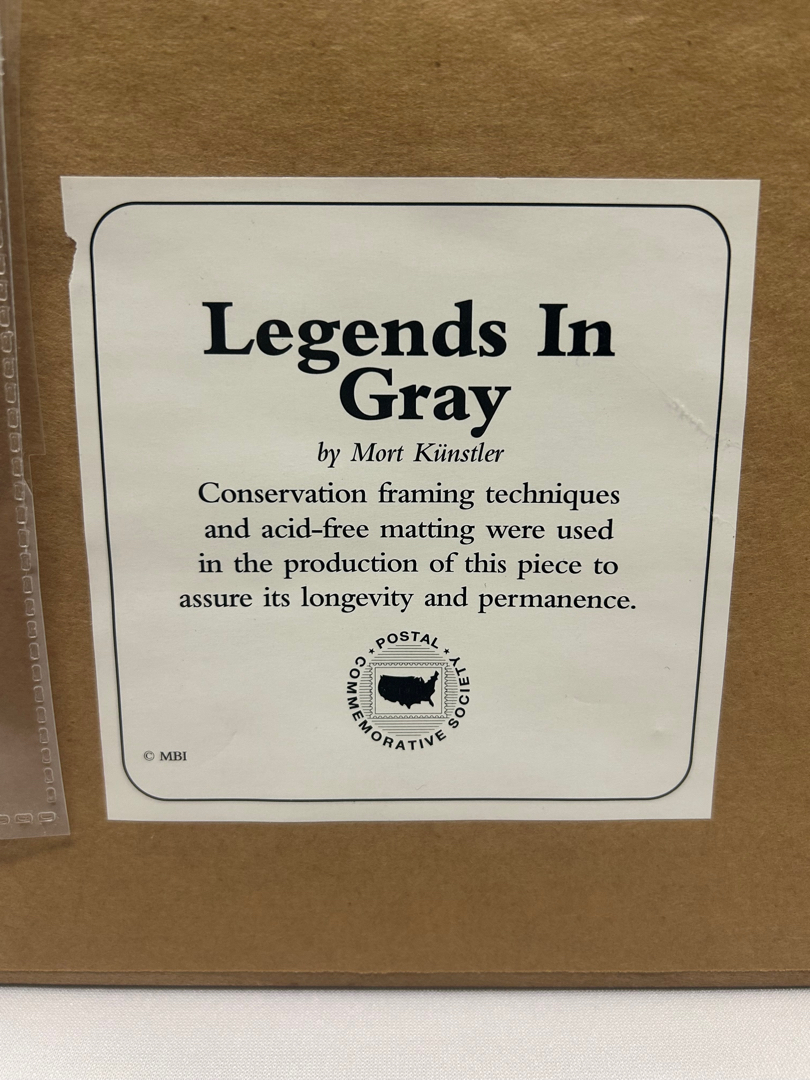 Legends In
Gray
by Mort Künstler
Conservation framing techniques
and acid-free matting were used
in the production of this piece to
assure its longevity and permanence.
POSTAL
COMMEMORATIVE SOCIETY
© MBI